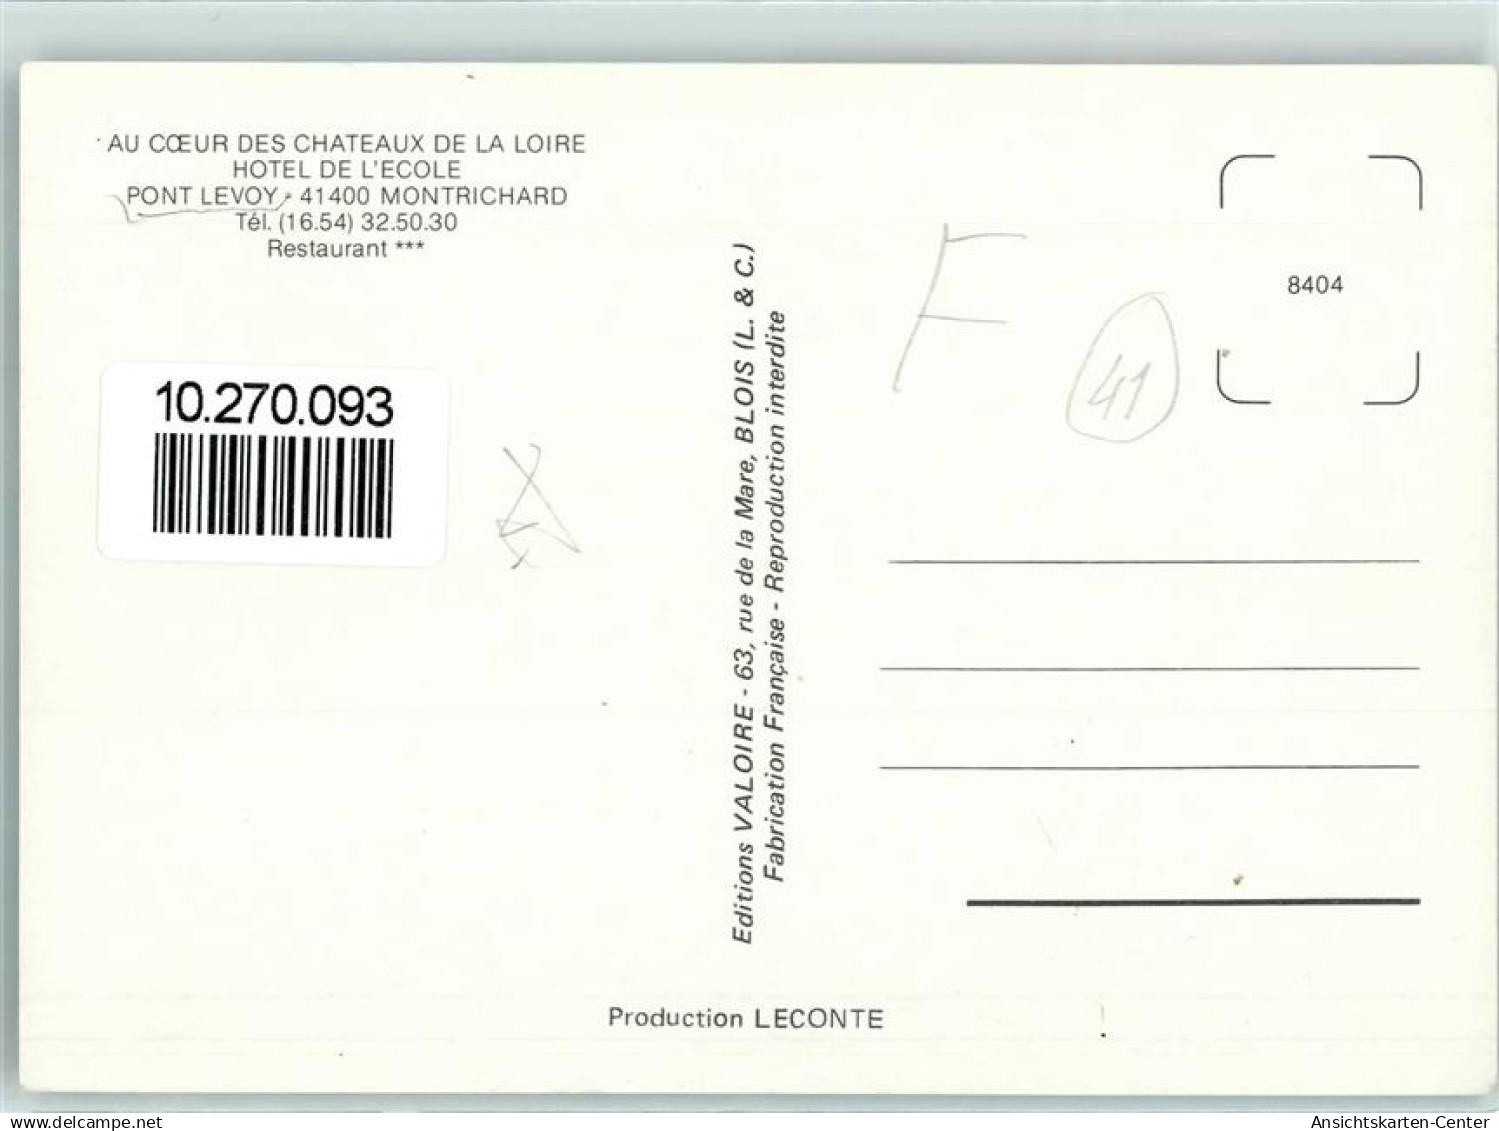 AU CŒUR DES CHATEAUX DE LA LOIRE
HOTEL DE L'ECOLE
PONT LEVOY - 41400 MONTRICHARD
Tél. (16.54) 32.50.30
Restaurant ***
10.270.093
Editions VALOIRE - 63, rue de la Mare, BLOIS (L. & C.)
Fabrication Française - Reproduction interdite
F
41
8404
Production LECONTE
delcampe.net
Ansichtskarten-Center